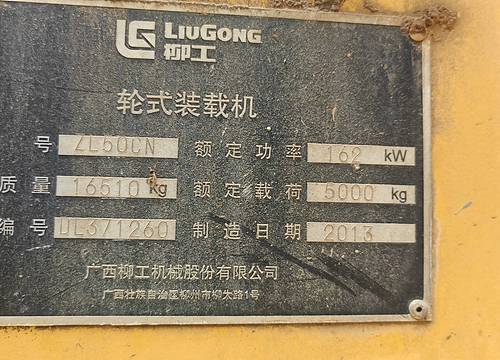 LIUGONG
柳工
轮式装载机
号 ZL50CN 额定功率 162 kW
质量 16510 kg 额定载荷 5000 kg
编号 DL371260 制造日期 2013
广西柳工机械股份有限公司
广西壮族自治区柳州市柳太路1号